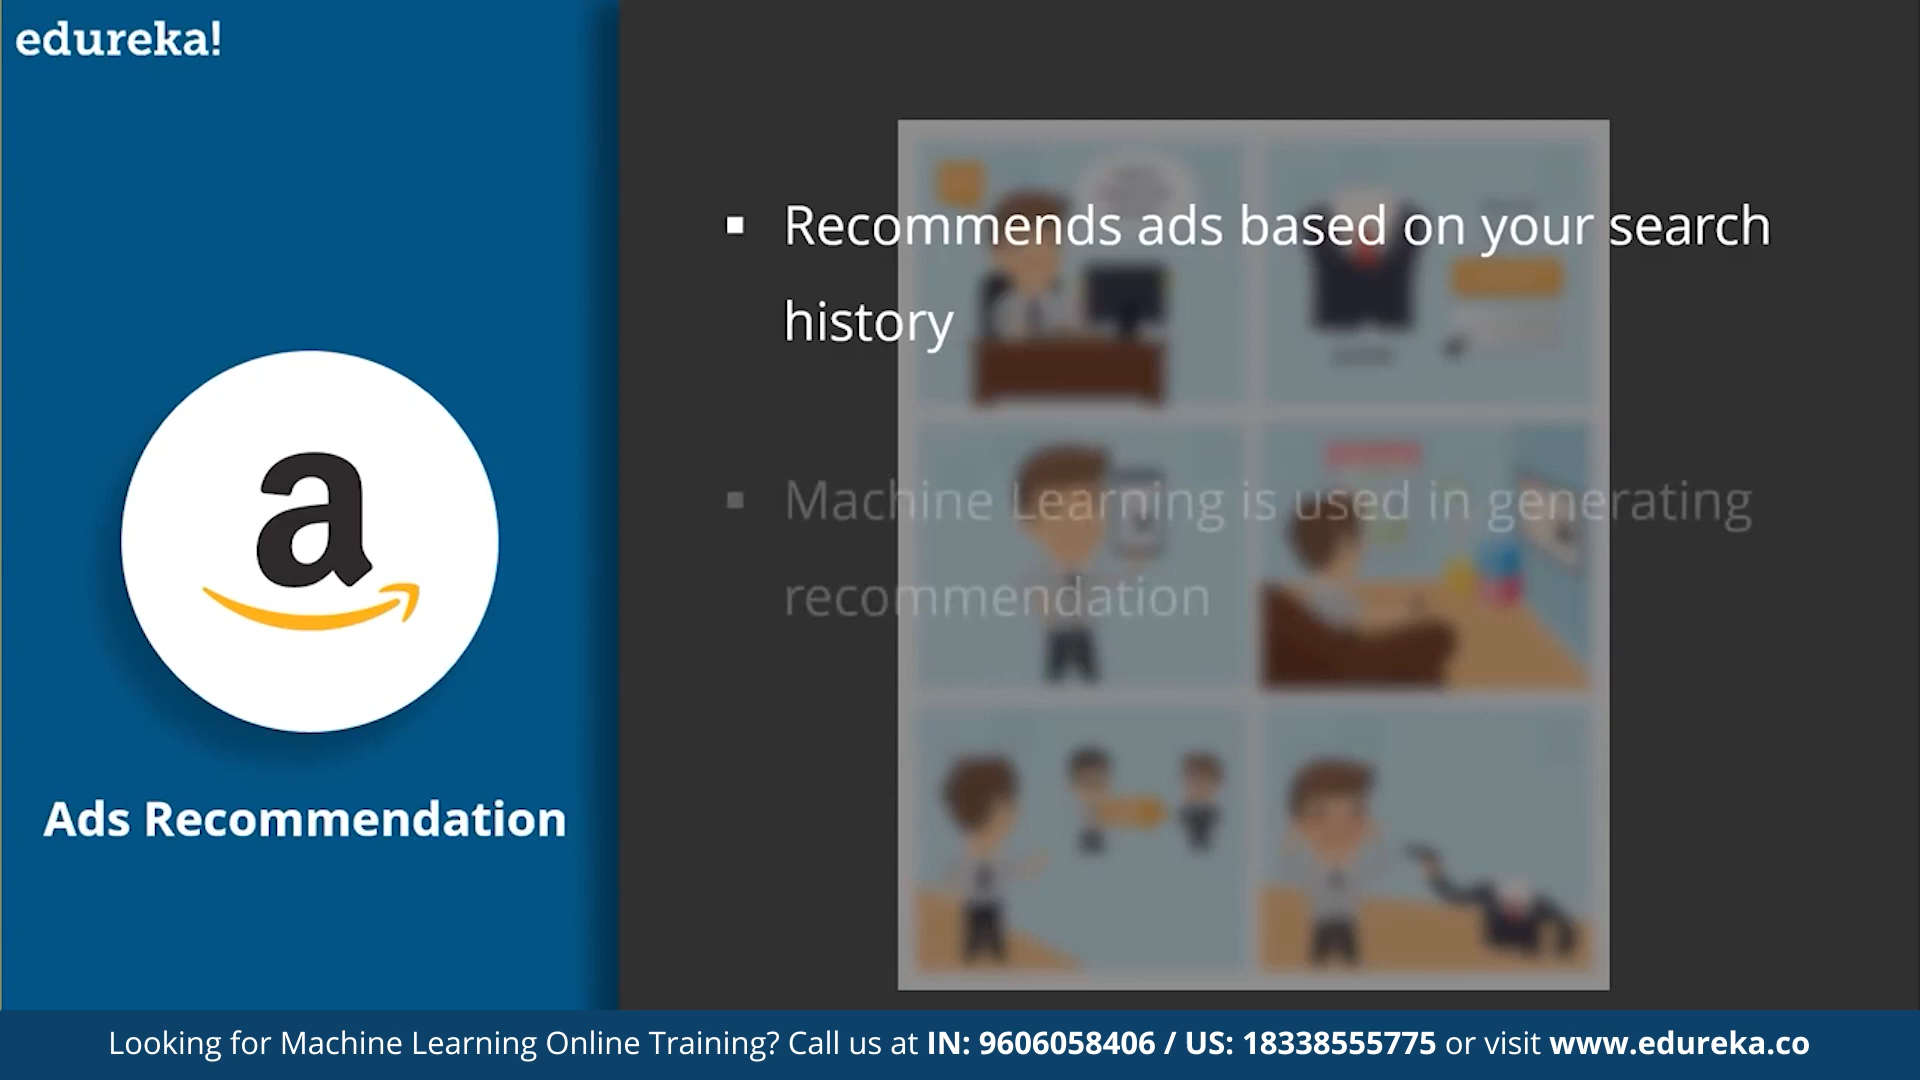 edureka!
▪ Recommends ads based on your search
history
▪ Machine Learning is used in generating
recommendation
a
Ads Recommendation
Looking for Machine Learning Online Training? Call us at IN: 9606058406 / US: 18338555775 or visit www.edureka.co